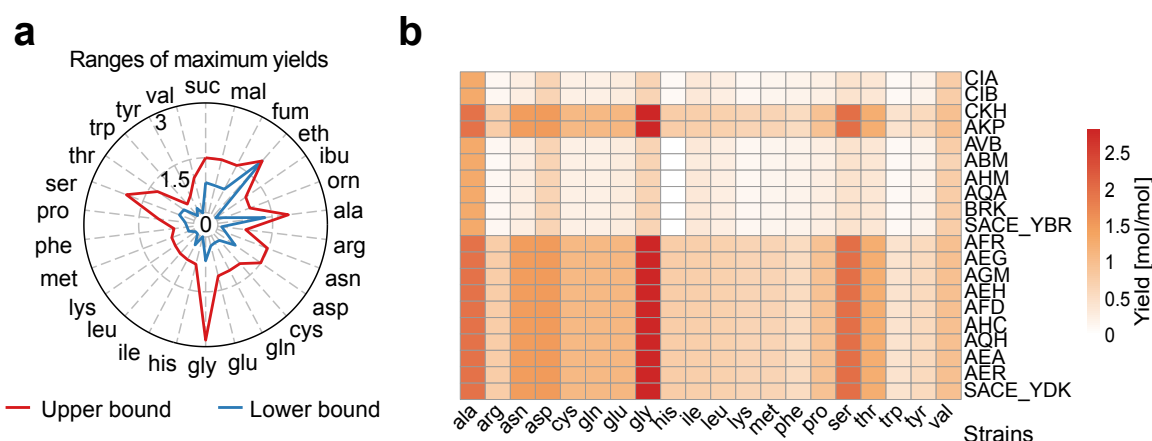 a
Ranges of maximum yields
suc
mal
fum
eth
ibu
orn
ala
arg
asn
asp
cys
gln
glu
gly
his
ile
leu
lys
met
phe
pro
ser
thr
trp
tyr
val
3
1.5
0
Upper bound
Lower bound
b
CIA
CIB
CKH
AKP
AVB
ABM
AHM
AQA
BRK
SACE_YBR
AFR
AEG
AGM
AEH
AFD
AHC
AQH
AEA
AER
SACE_YDK
ala arg asn asp cys gln glu gly his ile leu lys met phe pro ser thr trp tyr val
Strains
2.5
2
1.5
1
0.5
0
Yield [mol/mol]